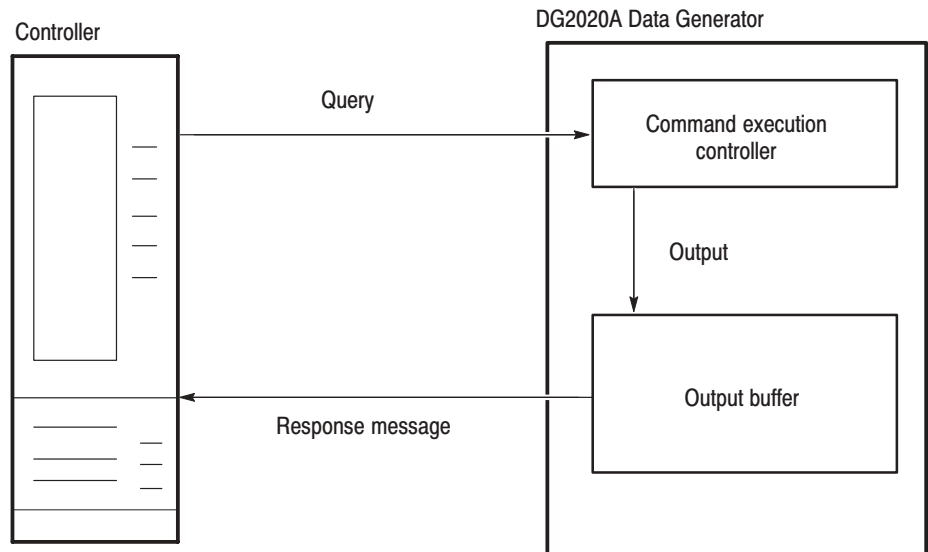 DG2020A Data Generator
Controller
Query
Command execution
controller
Output
Output buffer
Response message